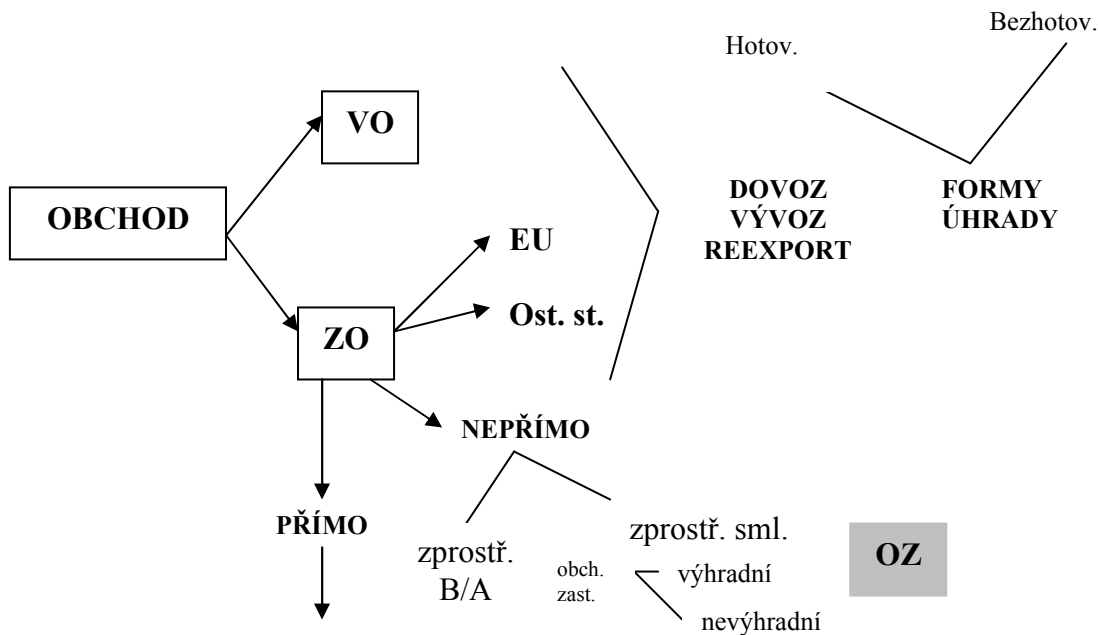 Bezhotov.
Hotov.
VO
OBCHOD
DOVOZ
VÝVOZ
REEXPORT
FORMY
ÚHRADY
EU
Ost. st.
ZO
NEPŘÍMO
PŘÍMO
zprostř.
B/A
zprostř. sml.
obch.
zast.
výhradní
nevýhradní
OZ